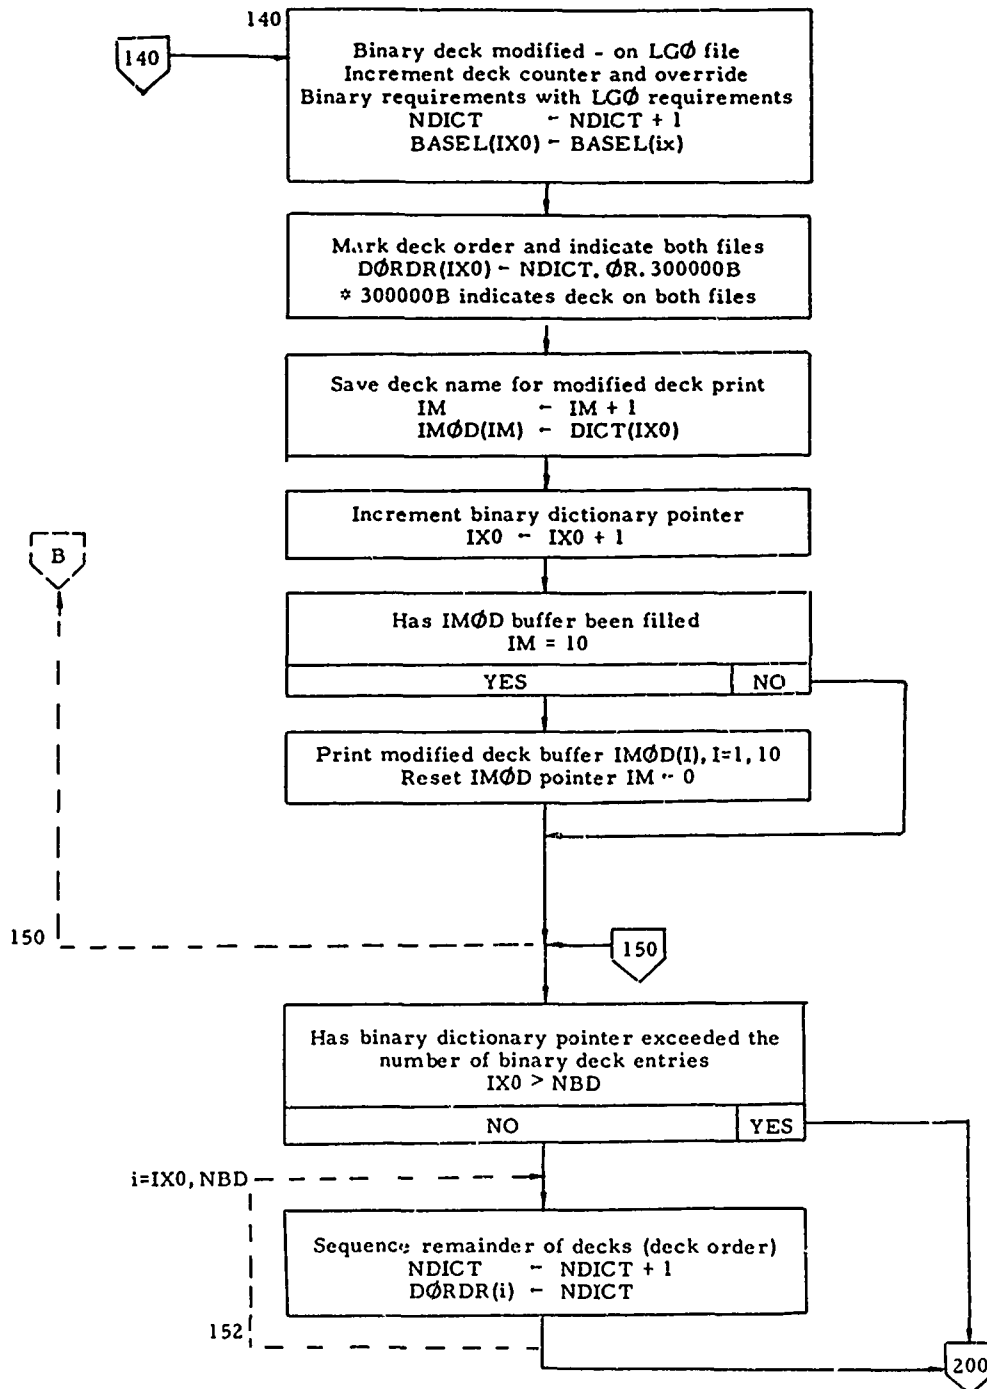 140
140
Binary deck modified - on LGØ file
Increment deck counter and override
Binary requirements with LGØ requirements
NDICT - NDICT + 1
BASEL(IX0) - BASEL(ix)
Mark deck order and indicate both files
DØRDR(IX0) - NDICT. ØR. 300000B
* 300000B indicates deck on both files
Save deck name for modified deck print
IM - IM + 1
IMØD(IM) - DICT(IX0)
Increment binary dictionary pointer
IX0 - IX0 + 1
B
Has IMØD buffer been filled
IM = 10
YES NO
Print modified deck buffer IMØD(I), I=1, 10
Reset IMØD pointer IM - 0
150
150
Has binary dictionary pointer exceeded the
number of binary deck entries
IX0 > NBD
NO YES
i=IX0, NBD
Sequence remainder of decks (deck order)
NDICT - NDICT + 1
DØRDR(i) - NDICT
152
200